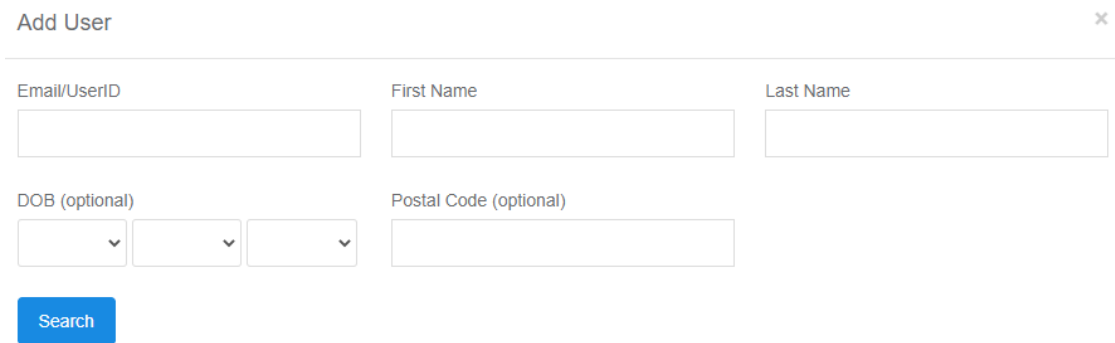 Add User
Email/UserID
First Name
Last Name
DOB (optional)
Postal Code (optional)
Search